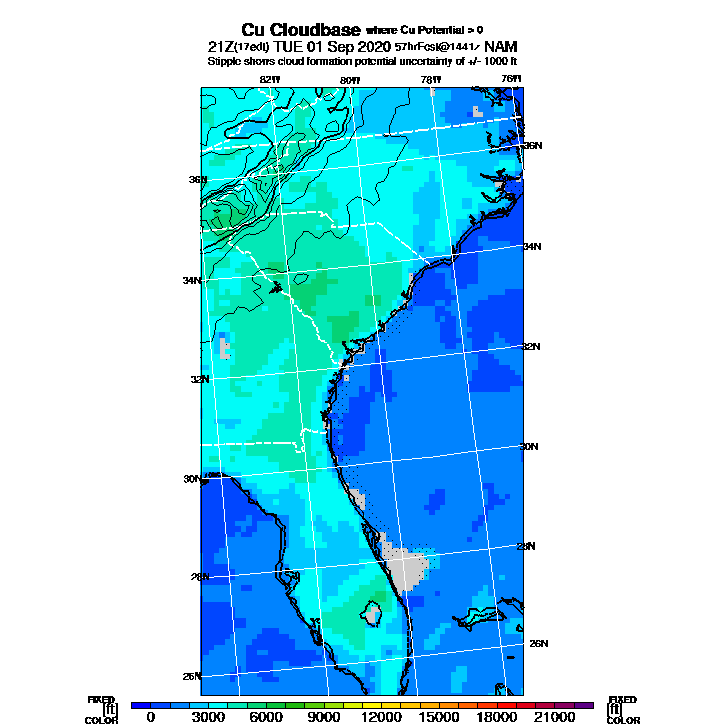 Cu Cloudbase where Cu Potential > 0
21Z(17edt) TUE 01 Sep 2020 57hrFcst@1441z NAM
Stipple shows cloud formation potential uncertainty of +/- 1000 ft
82W 80W 78W 76W
36N 36N
34N 34N
32N 32N
30N 30N
28N 28N
26N 26N
FIXED [ft] COLOR 0 3000 6000 9000 12000 15000 18000 21000 FIXED [ft] COLOR